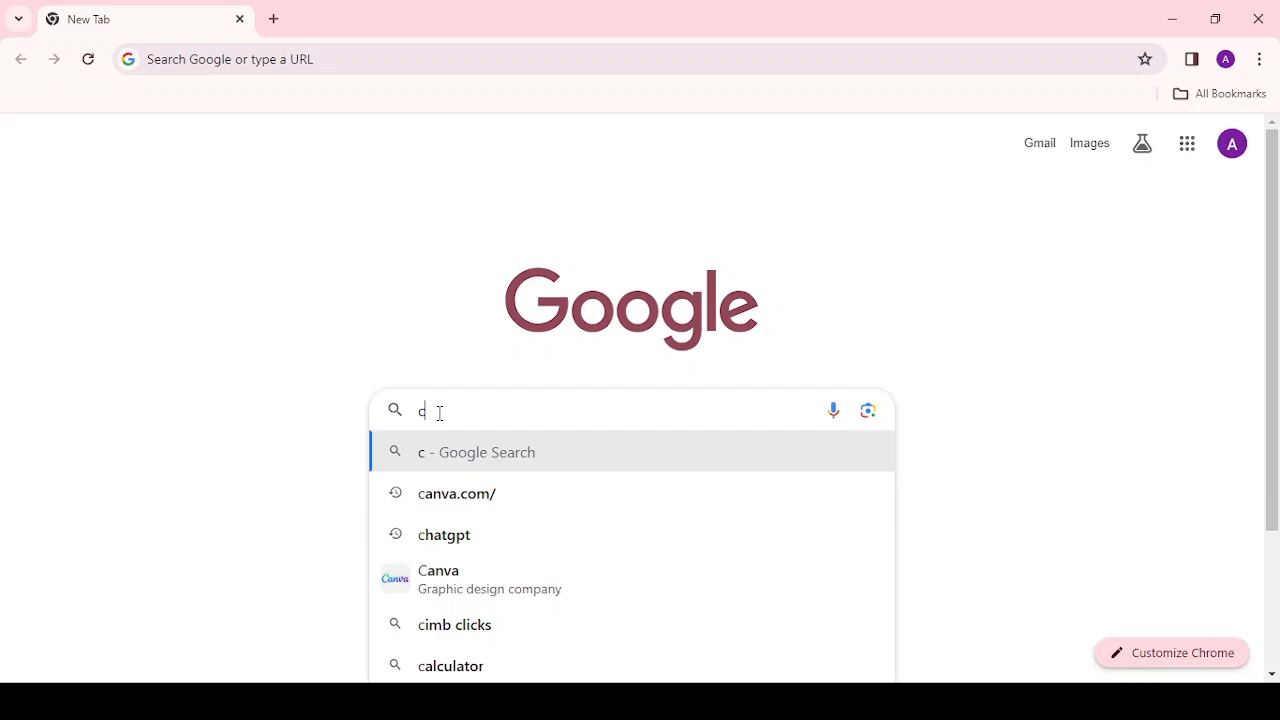 New Tab
Search Google or type a URL
A
All Bookmarks
Gmail Images
A
Google
c
c - Google Search
canva.com/
chatgpt
Canva
Canva
Graphic design company
cimb clicks
calculator
Customize Chrome